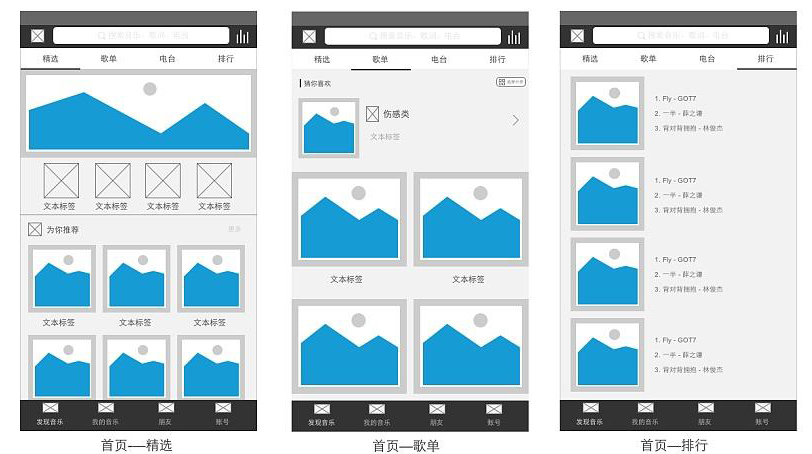 搜索音乐、歌词、电台
精选 歌单 电台 排行
文本标签 文本标签 文本标签 文本标签
为你推荐 更多
文本标签 文本标签 文本标签
发现音乐 我的音乐 朋友 账号
首页-—精选
搜索音乐、歌词、电台
精选 歌单 电台 排行
猜你喜欢
伤感类
文本标签
文本标签 文本标签
发现音乐 我的音乐 朋友 账号
首页—歌单
搜索音乐、歌词、电台
精选 歌单 电台 排行
1. Fly - GOT7
2. 一半 - 薛之谦
3. 背对背拥抱 - 林俊杰
1. Fly - GOT7
2. 一半 - 薛之谦
3. 背对背拥抱 - 林俊杰
1. Fly - GOT7
2. 一半 - 薛之谦
3. 背对背拥抱 - 林俊杰
1. Fly - GOT7
2. 一半 - 薛之谦
3. 背对背拥抱 - 林俊杰
发现音乐 我的音乐 朋友 账号
首页—排行